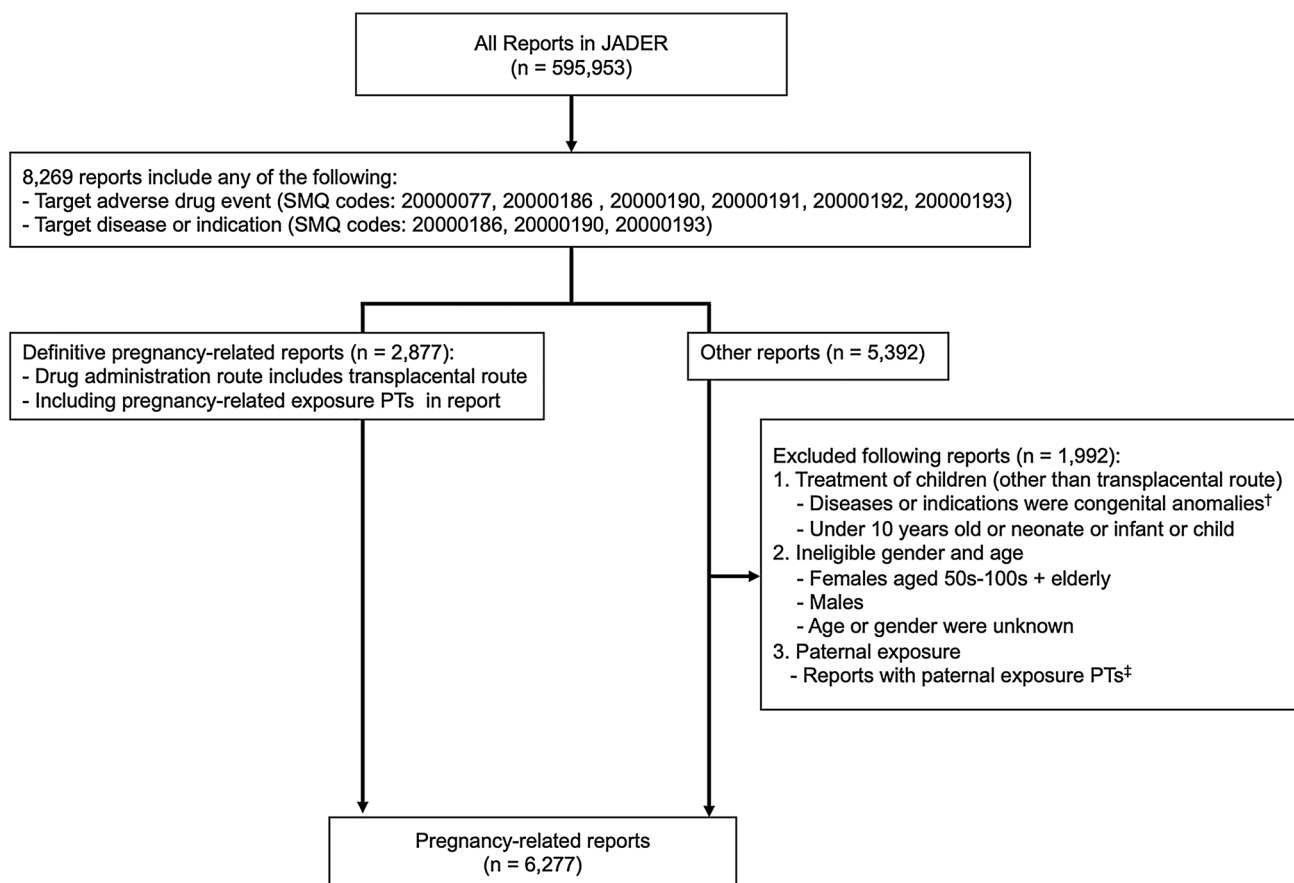 All Reports in JADER
(n = 595,953)
8,269 reports include any of the following:
- Target adverse drug event (SMQ codes: 20000077, 20000186 , 20000190, 20000191, 20000192, 20000193)
- Target disease or indication (SMQ codes: 20000186, 20000190, 20000193)
Definitive pregnancy-related reports (n = 2,877):
- Drug administration route includes transplacental route
- Including pregnancy-related exposure PTs in report
Other reports (n = 5,392)
Excluded following reports (n = 1,992):
1. Treatment of children (other than transplacental route)
- Diseases or indications were congenital anomalies†
- Under 10 years old or neonate or infant or child
2. Ineligible gender and age
- Females aged 50s-100s + elderly
- Males
- Age or gender were unknown
3. Paternal exposure
- Reports with paternal exposure PTs‡
Pregnancy-related reports
(n = 6,277)